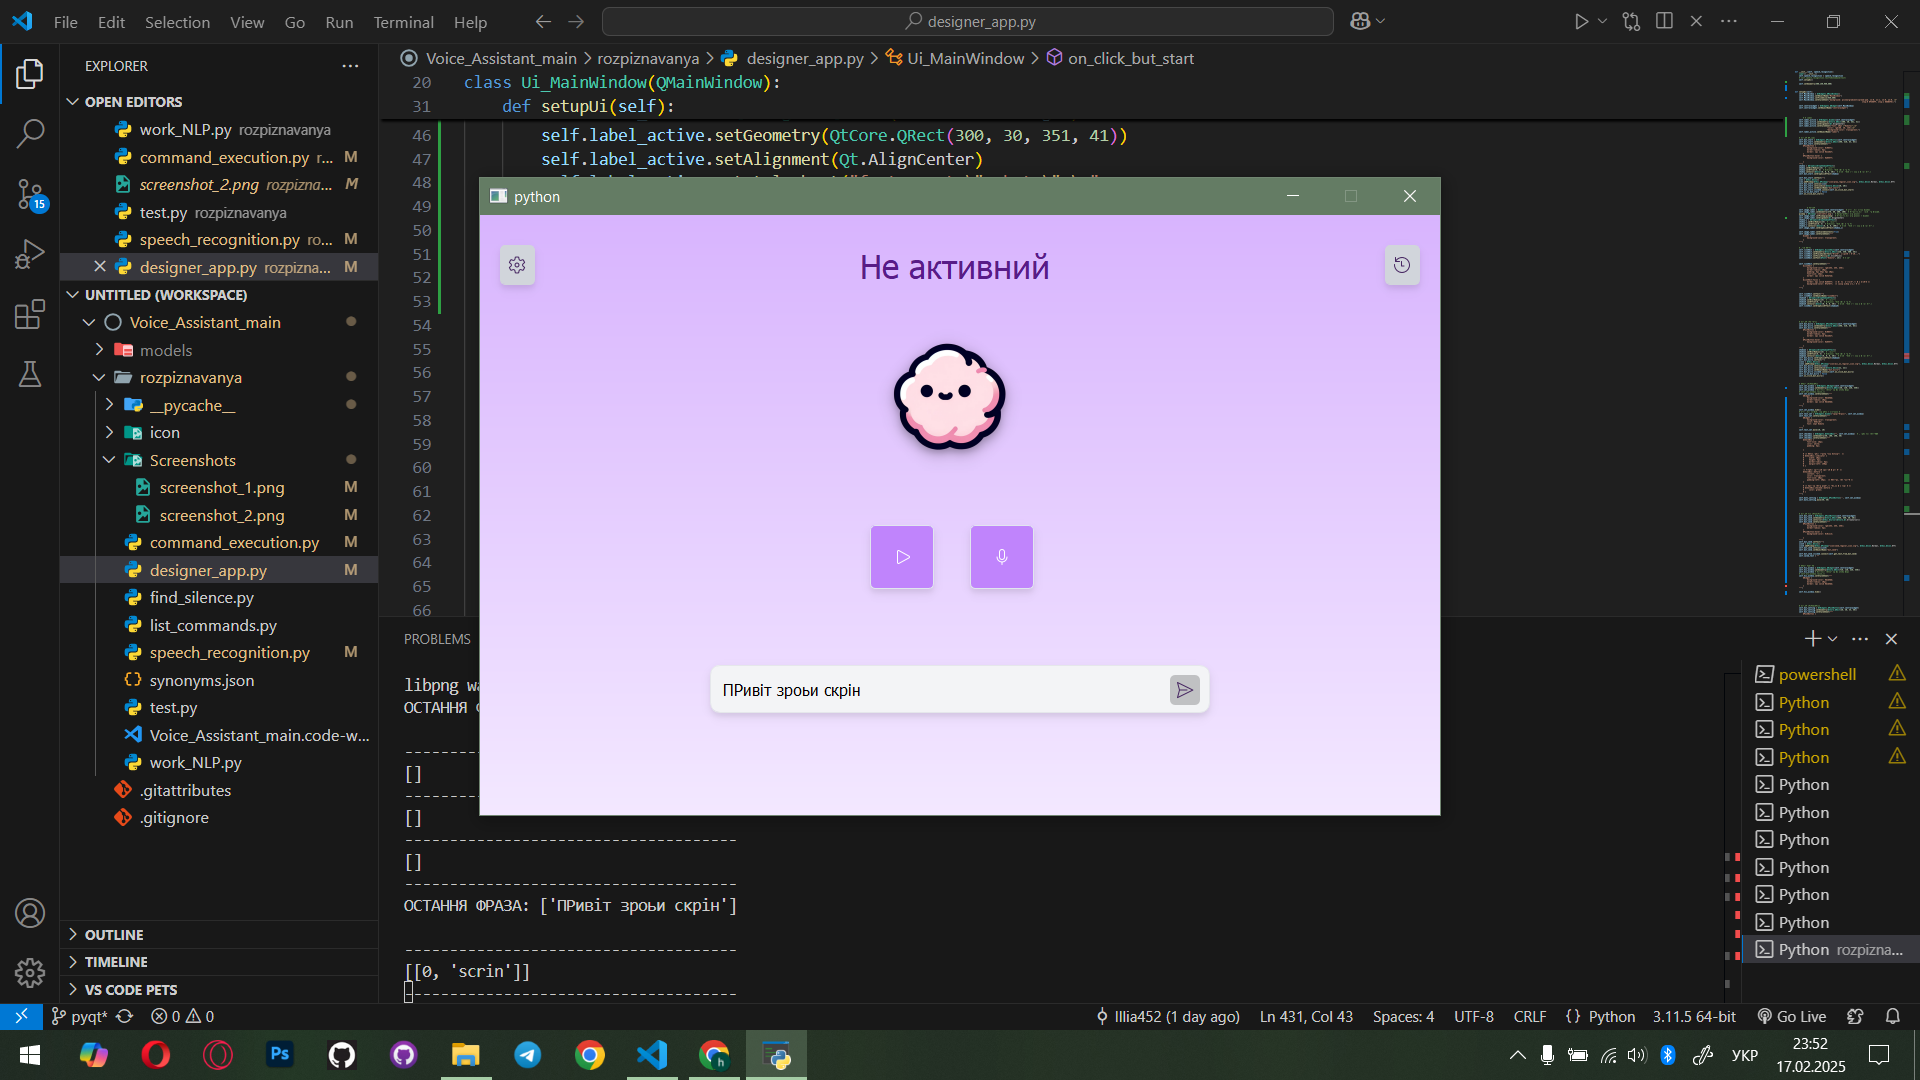 File Edit Selection View Go Run Terminal Help
designer_app.py
EXPLORER
OPEN EDITORS
work_NLP.py rozpiznavanya
command_execution.py r... M
screenshot_2.png rozpizna... M
test.py rozpiznavanya
speech_recognition.py ro... M
designer_app.py rozpizna... M
UNTITLED (WORKSPACE)
Voice_Assistant_main
models
rozpiznavanya
__pycache__
icon
Screenshots
screenshot_1.png M
screenshot_2.png M
command_execution.py M
designer_app.py M
find_silence.py
list_commands.py
speech_recognition.py M
synonyms.json
test.py
Voice_Assistant_main.code-w...
work_NLP.py
.gitattributes
.gitignore
OUTLINE
TIMELINE
VS CODE PETS
15
Voice_Assistant_main > rozpiznavanya > designer_app.py > Ui_MainWindow > on_click_but_start
20 class Ui_MainWindow(QMainWindow):
31 def setupUi(self):
46 self.label_active.setGeometry(QtCore.QRect(300, 30, 351, 41))
47 self.label_active.setAlignment(Qt.AlignCenter)
48
49
50
51
52
53
54
55
56
57
58
59
60
61
62
63
64
65
66
python
Не активний
ПРивіт зроьи скрін
PROBLEMS
libpng wa
ОСТАННЯ
---------
[]
---------
[]
-----------------------------------
[]
-----------------------------------
ОСТАННЯ ФРАЗА: ['ПРивіт зроьи скрін']
-----------------------------------
[[0, 'scrin']]
-----------------------------------
powershell
Python
Python
Python
Python
Python
Python
Python
Python
Python
Python rozpizna...
pyqt* 0 0
Illia452 (1 day ago) Ln 431, Col 43 Spaces: 4 UTF-8 CRLF {} Python 3.11.5 64-bit Go Live
Ps
h
УКР
23:52
17.02.2025